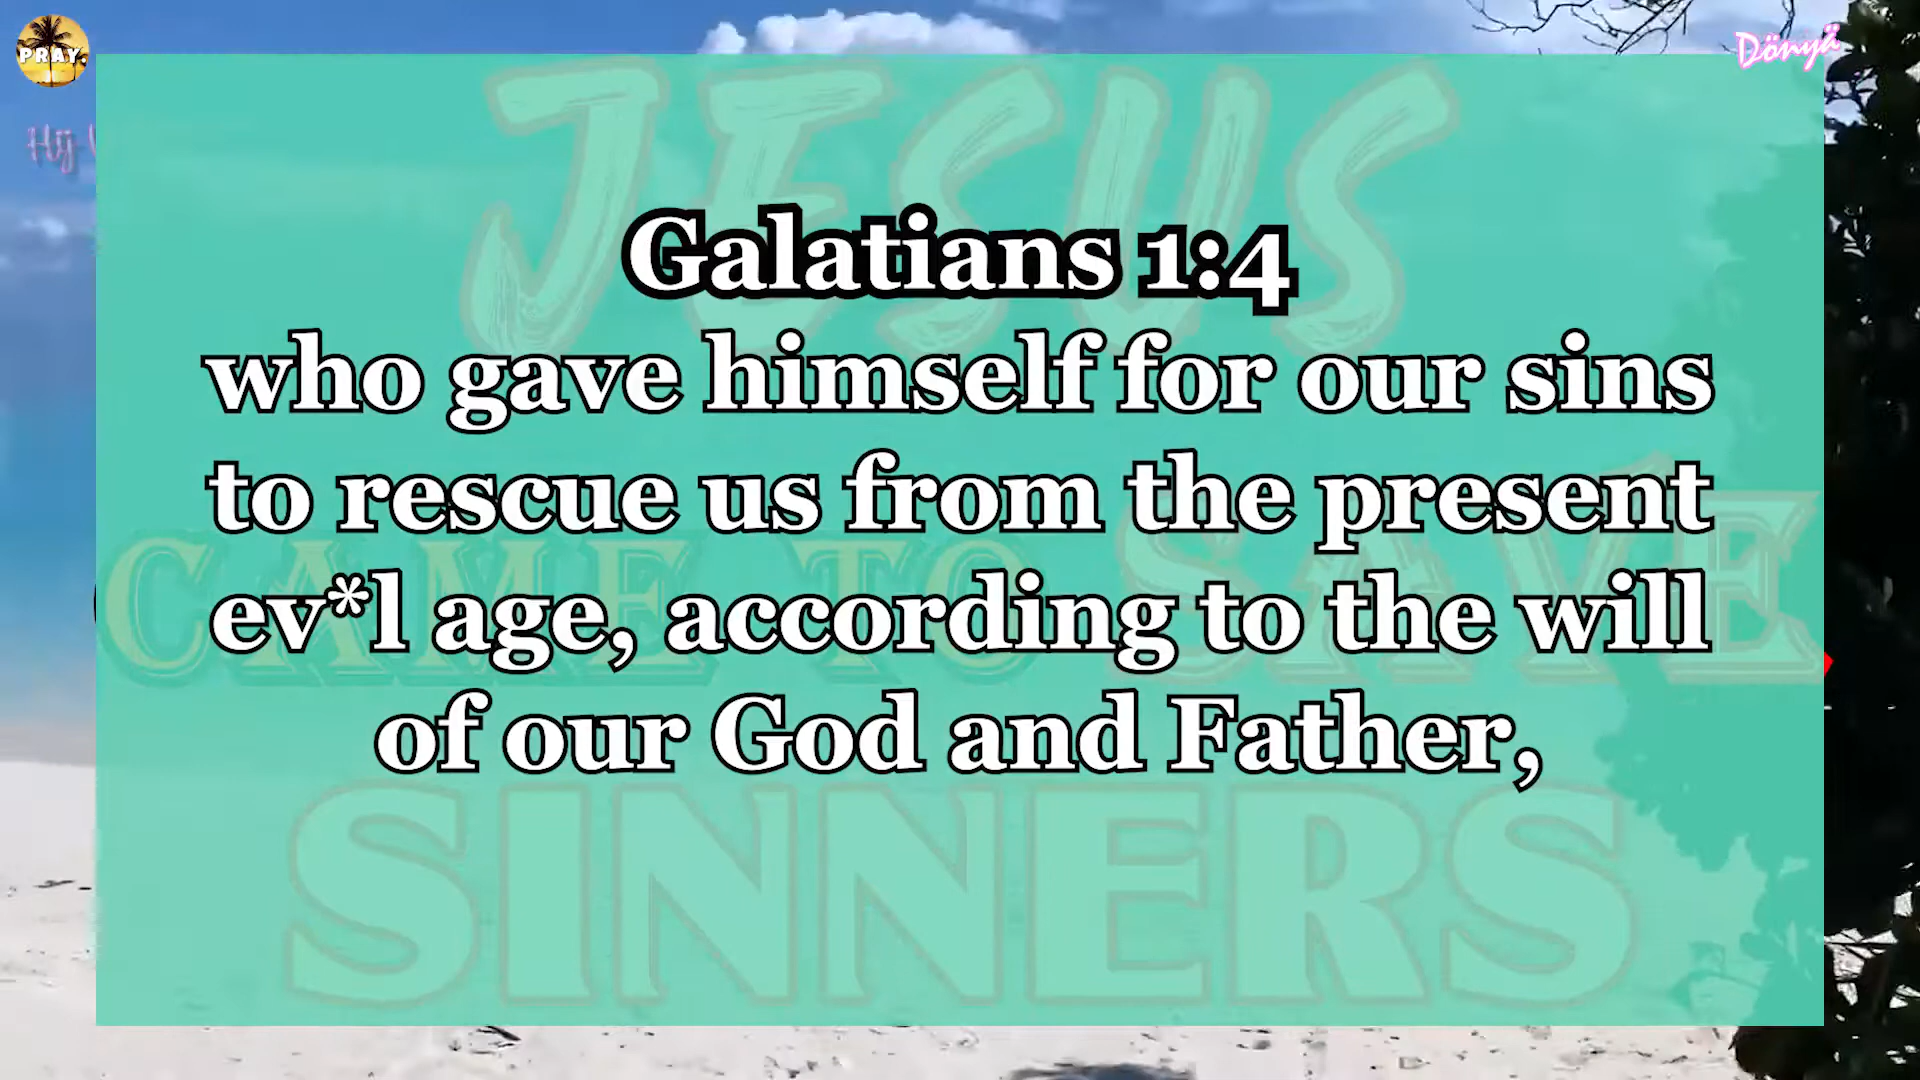 PRAY.
Dönyä
Galatians 1:4
who gave himself for our sins
to rescue us from the present
ev*l age, according to the will
of our God and Father,
JESUS
CAME TO SAVE
SINNERS